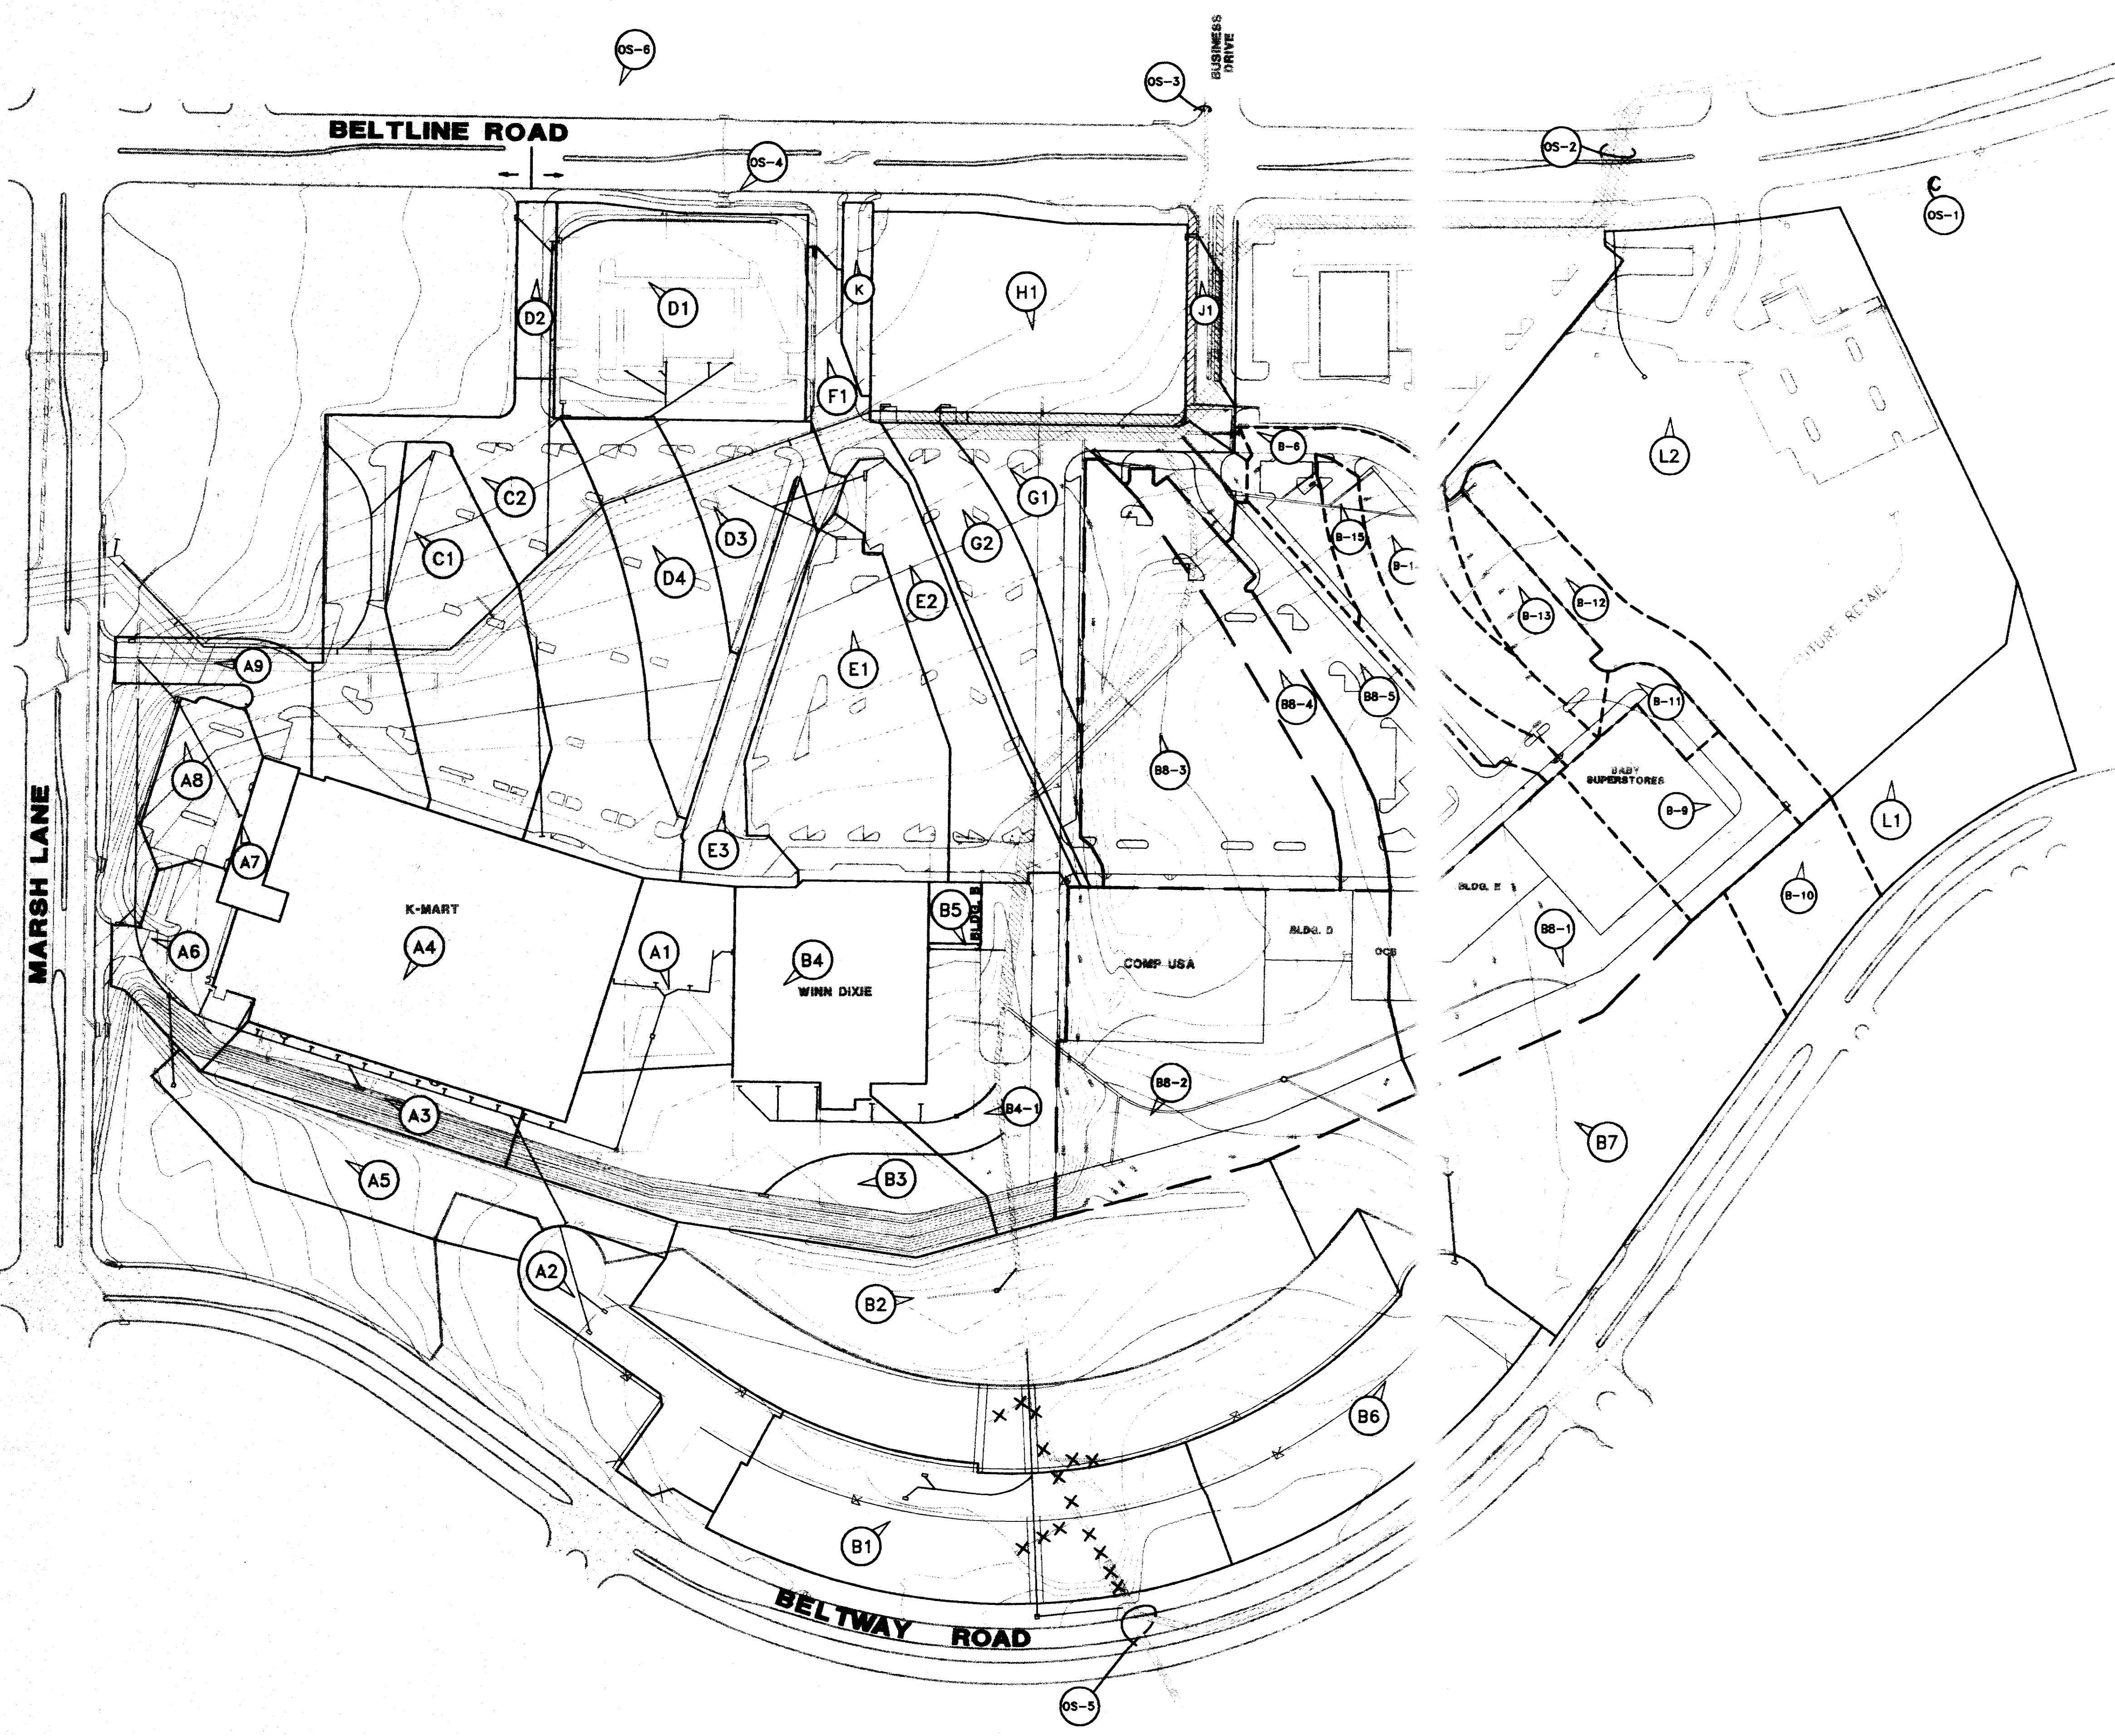 OS-6
BUSINESS
DRIVE
OS-3
BELTLINE ROAD
OS-4
OS-2
OS-1
D2
D1
K
H1
J1
F1
B-6
L2
C2
G1
D3
G2
B-15
C1
D4
E2
B-1
B-13
B-12
FUTURE RETAIL
A9
E1
B8-4
B8-5
B-11
A8
B8-3
BABY
SUPERSTORES
B-9
L1
MARSH LANE
A7
E3
B-10
K-MART
B5
BLDG. B
BLDG. E
A4
A6
A1
B4
WINN DIXIE
COMP USA
BLDG. D
OCB
B8-1
A3
B4-1
B8-2
B7
A5
B3
A2
B2
B6
B1
BELTWAY ROAD
OS-5